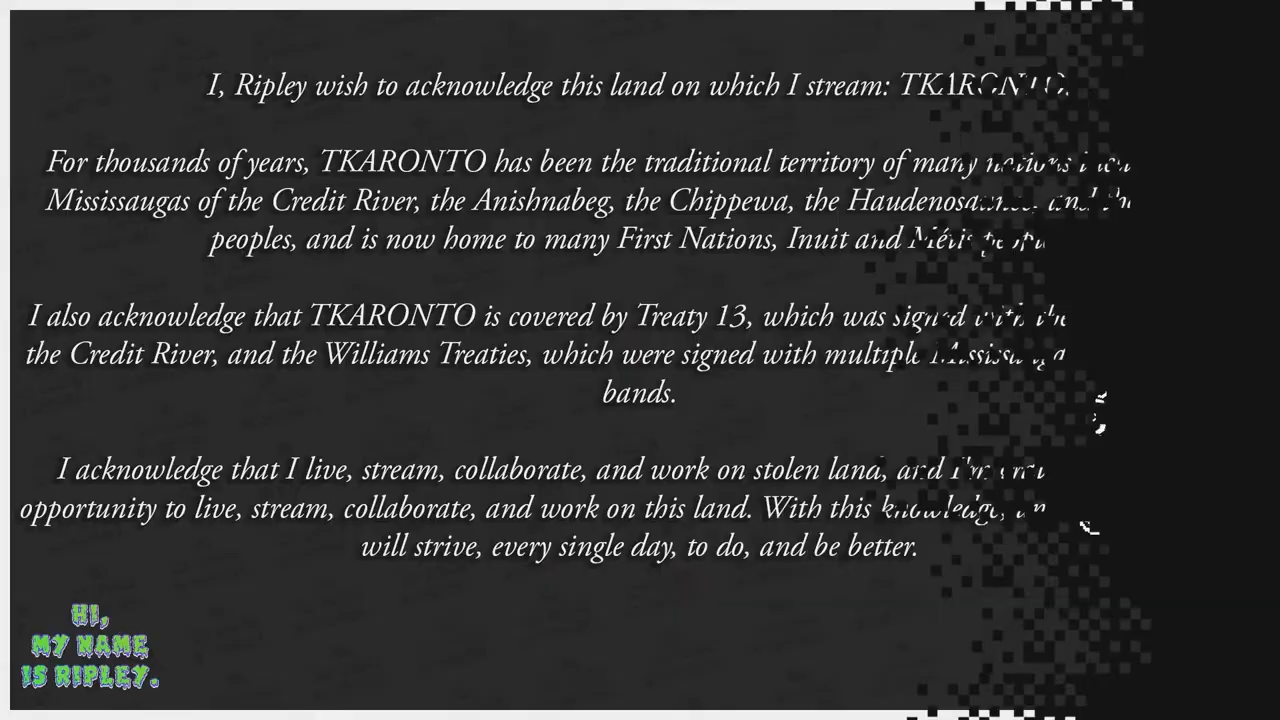 I, Ripley wish to acknowledge this land on which I stream: TKARONTO.
For thousands of years, TKARONTO has been the traditional territory of many nations
Mississaugas of the Credit River, the Anishnabeg, the Chippewa, the Haudenosaunee, and the
peoples, and is now home to many First Nations, Inuit and Métis
I also acknowledge that TKARONTO is covered by Treaty 13, which was signed with the
the Credit River, and the Williams Treaties, which were signed with multiple Mississauga
bands.
I acknowledge that I live, stream, collaborate, and work on stolen land, and
opportunity to live, stream, collaborate, and work on this land. With this knowledge,
will strive, every single day, to do, and be better.
HI,
MY NAME
IS RIPLEY.